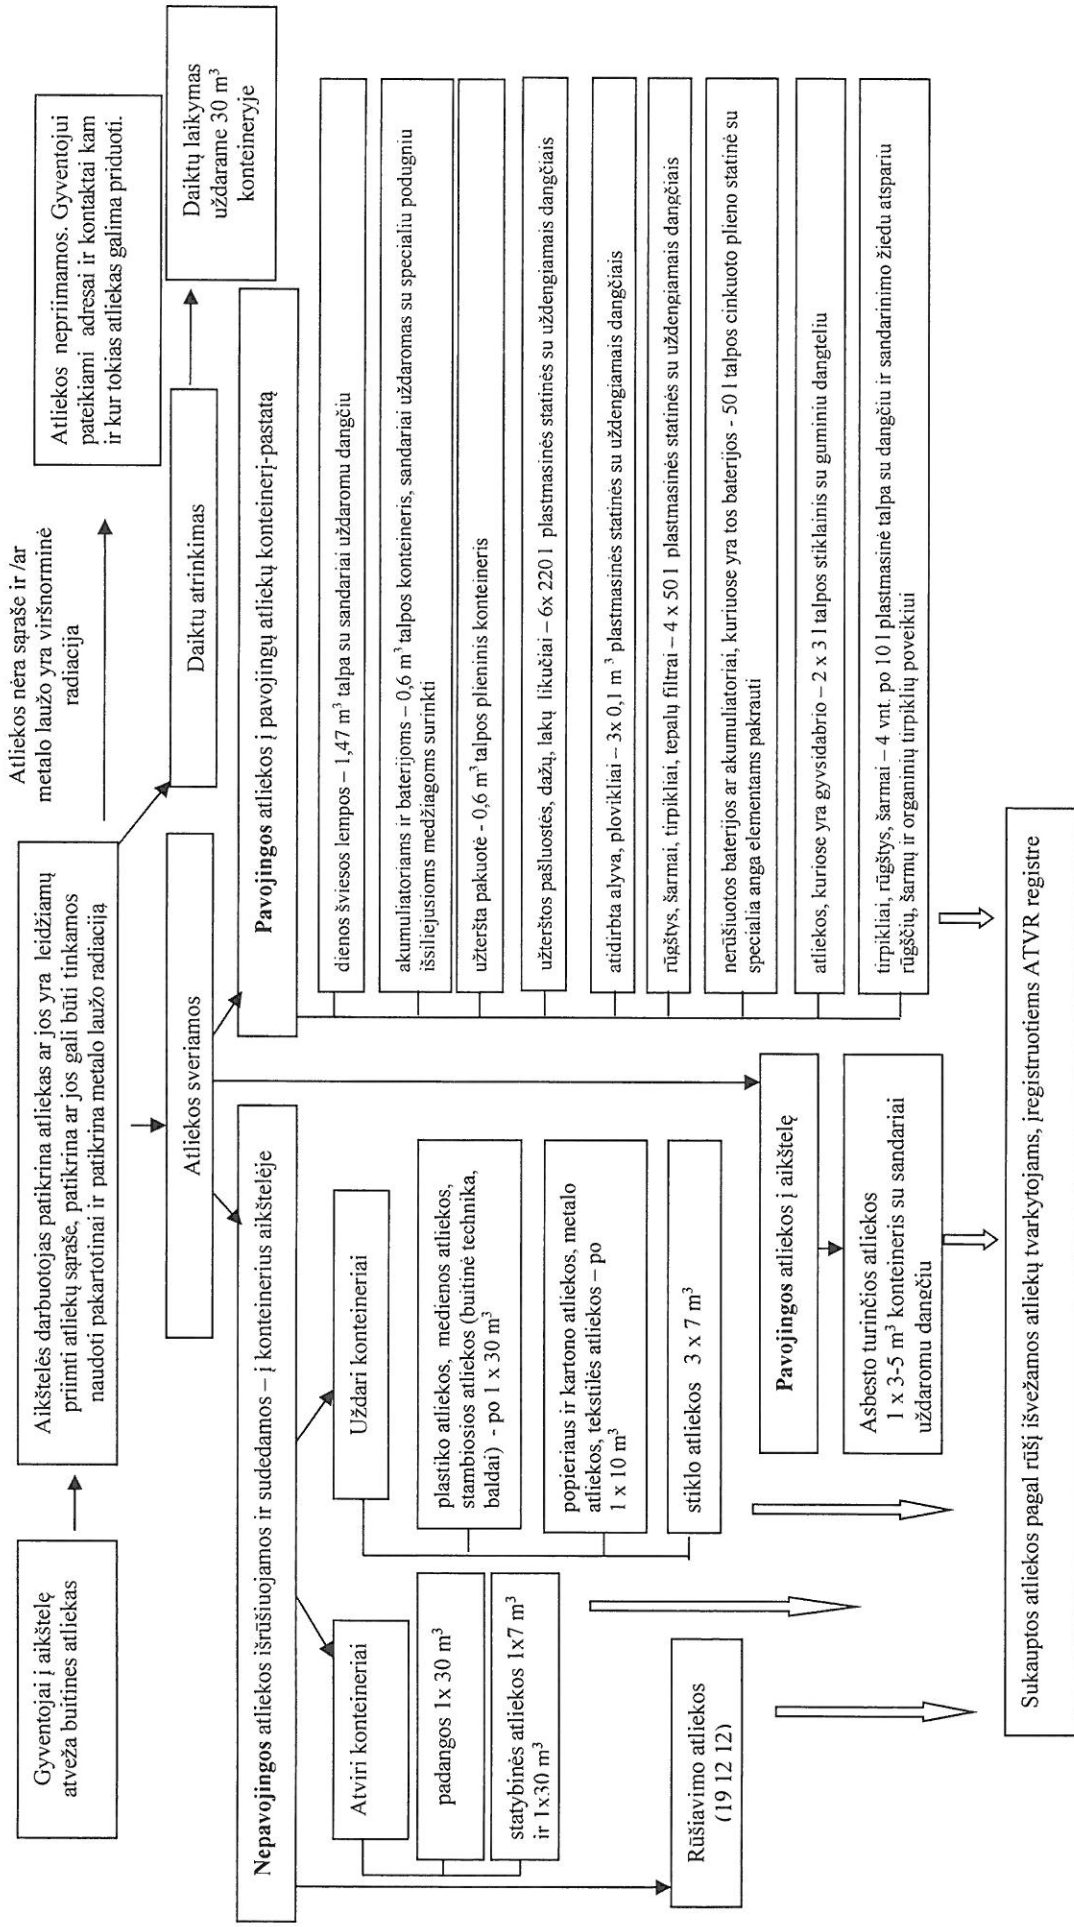 Gyventojai į aikštelę
atveža buitines atliekas
Aikštelės darbuotojas patikrina atliekas ar jos yra leidžiamų
priimti atliekų sąraše, patikrina ar jos gali būti tinkamos
naudoti pakartotinai ir patikrina metalo laužo radiaciją
Atliekos nėra sąraše ir /ar
metalo laužo yra viršnorminė
radiacija
Atliekos nepriimamos. Gyventojui
pateikiami adresai ir kontaktai kam
ir kur tokias atliekas galima priduoti.
Atliekos sveriamos
Daiktų atrinkimas
Daiktų laikymas
uždarame 30 m³
konteineryje
Nepavojingos atliekos išrūšiuojamos ir sudedamos – į konteinerius aikštelėje
Pavojingos atliekos į pavojingų atliekų konteinerį-pastatą
Atviri konteineriai
padangos 1x 30 m³
statybinės atliekos 1x7 m³
ir 1x30 m³
Uždari konteineriai
plastiko atliekos, medienos atliekos,
stambiosios atliekos (buitinė technika,
baldai) - po 1 x 30 m³
popieriaus ir kartono atliekos, metalo
atliekos, tekstilės atliekos – po
1 x 10 m³
stiklo atliekos 3 x 7 m³
dienos šviesos lempos – 1,47 m³ talpa su sandariai uždaromu dangčiu
akumuliatoriams ir baterijoms – 0,6 m³ talpos konteineris, sandariai uždaromas su specialiu podugniu
išsiliejusioms medžiagoms surinkti
užteršta pakuotė - 0,6 m³ talpos plieninis konteineris
užterštos pašluostės, dažų, lakų likučiai – 6x 220 l plastmasinės statinės su uždengiamais dangčiais
atidirbta alyva, plovikliai – 3x 0,1 m ³ plastmasinės statinės su uždengiamais dangčiais
rūgštys, šarmai, tirpikliai, tepalų filtrai – 4 x 50 l plastmasinės statinės su uždengiamais dangčiais
nerūšiuotos baterijos ar akumuliatoriai, kuriuose yra tos baterijos - 50 l talpos cinkuoto plieno statinė su
specialia anga elementams pakrauti
atliekos, kuriose yra gyvsidabrio – 2 x 3 l talpos stiklainis su guminiu dangteliu
tirpikliai, rūgštys, šarmai – 4 vnt. po 10 l plastmasinė talpa su dangčiu ir sandarinimo žiedu atspariu
rūgščių, šarmų ir organinių tirpiklių poveikiui
Rūšiavimo atliekos
(19 12 12)
Pavojingos atliekos į aikštelę
Asbesto turinčios atliekos
1 x 3-5 m³ konteineris su sandariai
uždaromu dangčiu
Sukauptos atliekos pagal rūšį išvežamos atliekų tvarkytojams, įregistruotiems ATVR registre